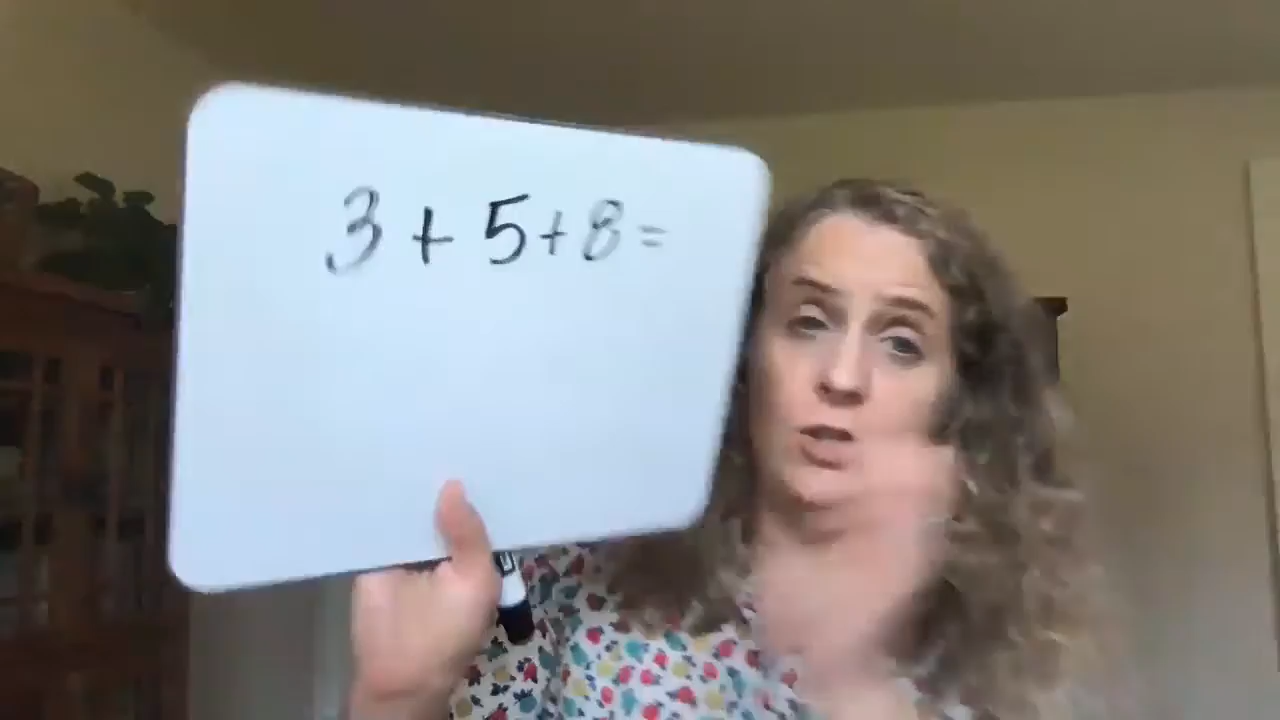 3 + 5 + 8 =